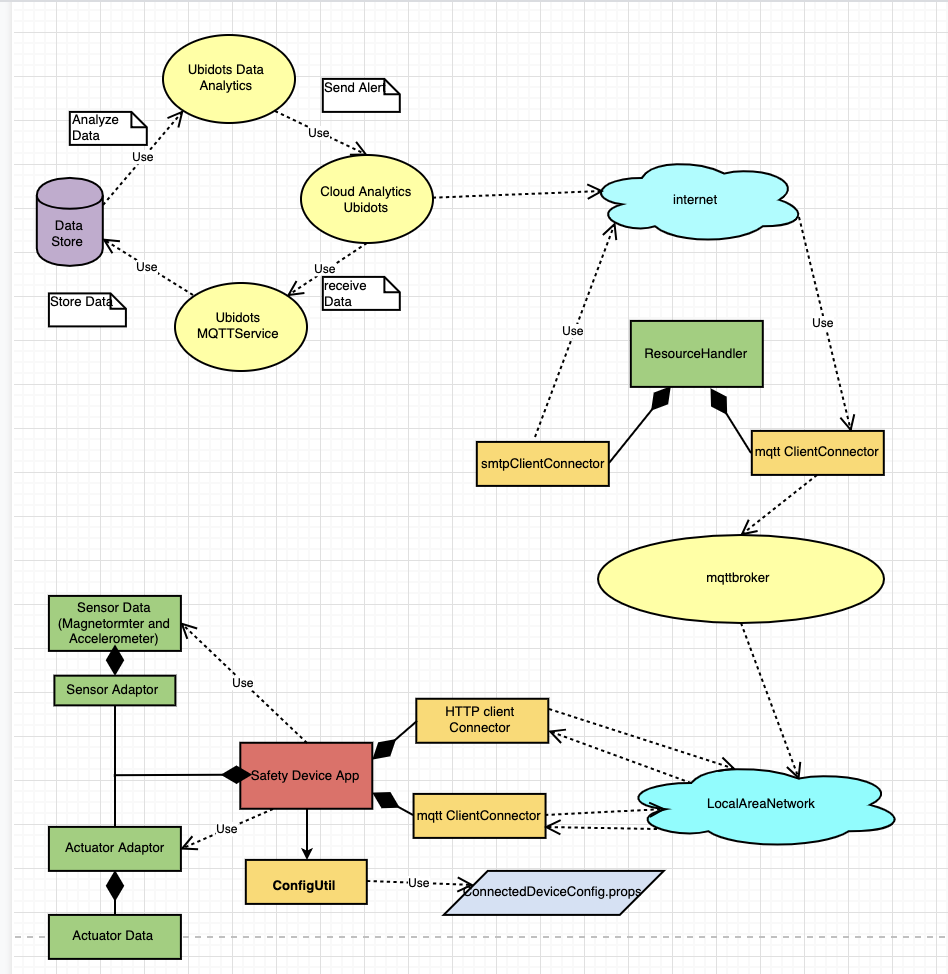 Ubidots Data
Analytics
Send Alert
Analyze
Data
Use
Use
Cloud Analytics
Ubidots
internet
Data
Store
Use
Use
Store Data
receive
Data
Ubidots
MQTTService
Use
Use
ResourceHandler
smtpClientConnector
mqtt ClientConnector
mqttbroker
Sensor Data
(Magnetormter and
Accelerometer)
Sensor Adaptor
Use
HTTP client
Connector
Safety Device App
LocalAreaNetwork
mqtt ClientConnector
Use
Actuator Adaptor
ConfigUtil
Use
ConnectedDeviceConfig.props
Actuator Data